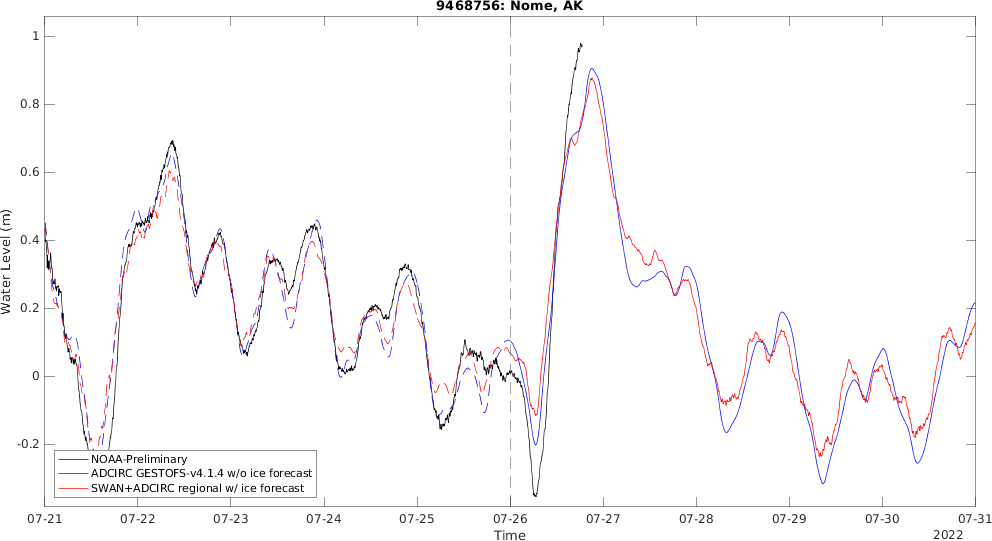 9468756: Nome, AK
1
0.8
0.6
0.4
0.2
0
-0.2
Water Level (m)
NOAA-Preliminary
ADCIRC GESTOFS-v4.1.4 w/o ice forecast
SWAN+ADCIRC regional w/ ice forecast
07-21 07-22 07-23 07-24 07-25 07-26 07-27 07-28 07-29 07-30 07-31
Time
2022